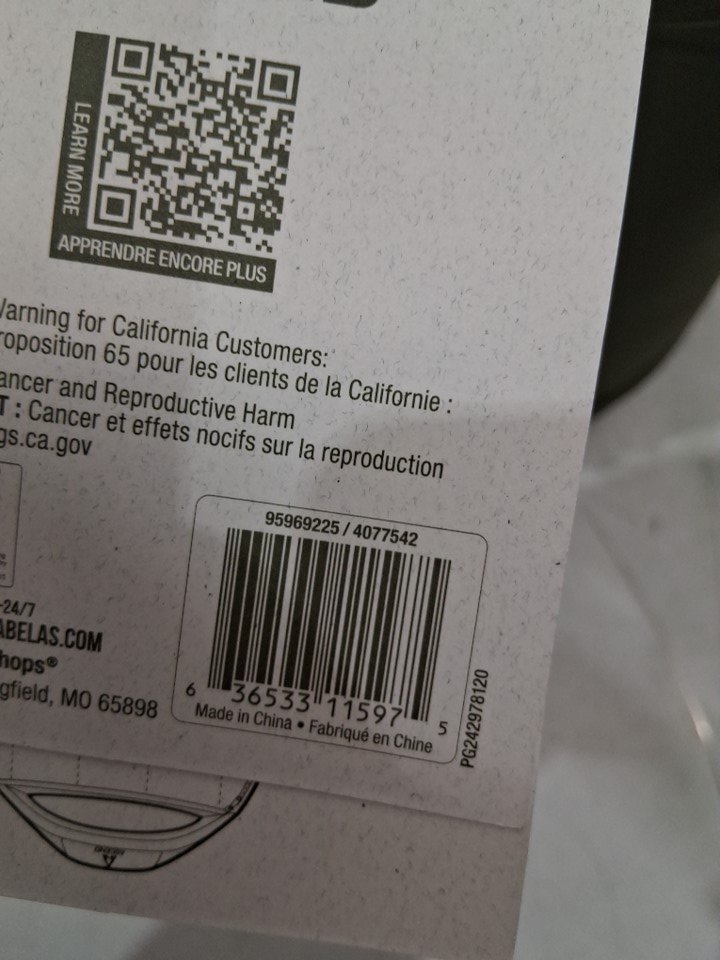 LEARN MORE
APPRENDRE ENCORE PLUS
arning for California Customers:
roposition 65 pour les clients de la Californie :
ancer and Reproductive Harm
T : Cancer et effets nocifs sur la reproduction
gs.ca.gov
95969225 / 4077542
6 36533 11597 5
Made in China • Fabriqué en Chine
PG242978120
-24/7
ABELAS.COM
hops®
gfield, MO 65898